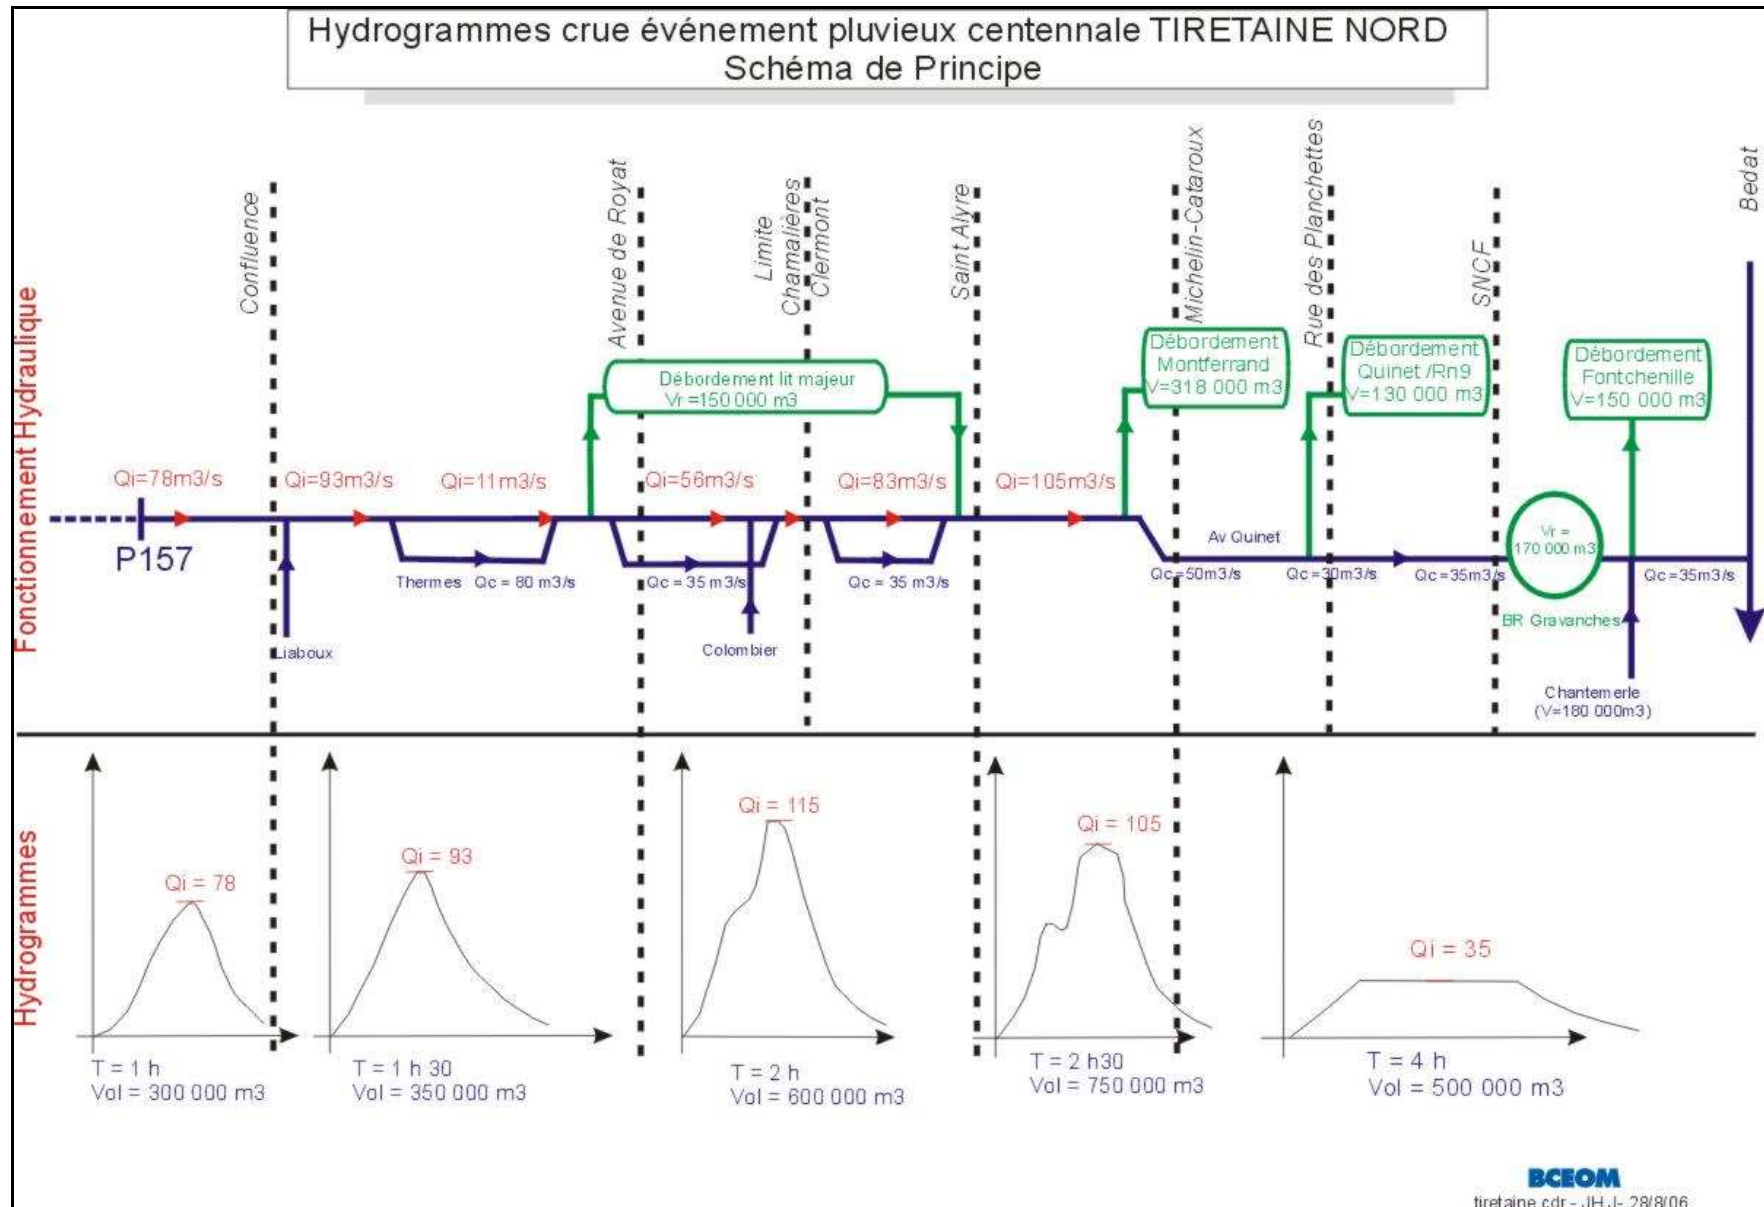 Hydrogrammes crue événement pluvieux centennale TIRETAINE NORD
Schéma de Principe
Fonctionnement Hydraulique
Confluence
Avenue de Royat
Limite
Chamalières
Clermont
Saint Alyre
Michelin-Cataroux
Rue des Planchettes
SNCF
Bedat
Débordement lit majeur
Vr =150 000 m3
Débordement
Montferrand
V=318 000 m3
Débordement
Quinet /Rn9
V=130 000 m3
Débordement
Fontchenille
V=150 000 m3
Qi=78m3/s
Qi=93m3/s
Qi=11m3/s
Qi=56m3/s
Qi=83m3/s
Qi=105m3/s
P157
Thermes Qc = 80 m3/s
Qc = 35 m3/s
Qc = 35 m3/s
Av Quinet
Qc =50m3/s
Qc =30m3/s
Qc =35m3/s
Vr =
170 000 m3
Qc =35m3/s
BR Gravanches
Liaboux
Colombier
Chantemerle
(V=180 000m3)
Hydrogrammes
Qi = 78
T = 1 h
Vol = 300 000 m3
Qi = 93
T = 1 h 30
Vol = 350 000 m3
Qi = 115
T = 2 h
Vol = 600 000 m3
Qi = 105
T = 2 h30
Vol = 750 000 m3
Qi = 35
T = 4 h
Vol = 500 000 m3
BCEOM
tiretaine.cdr - JHJ- 28/8/06